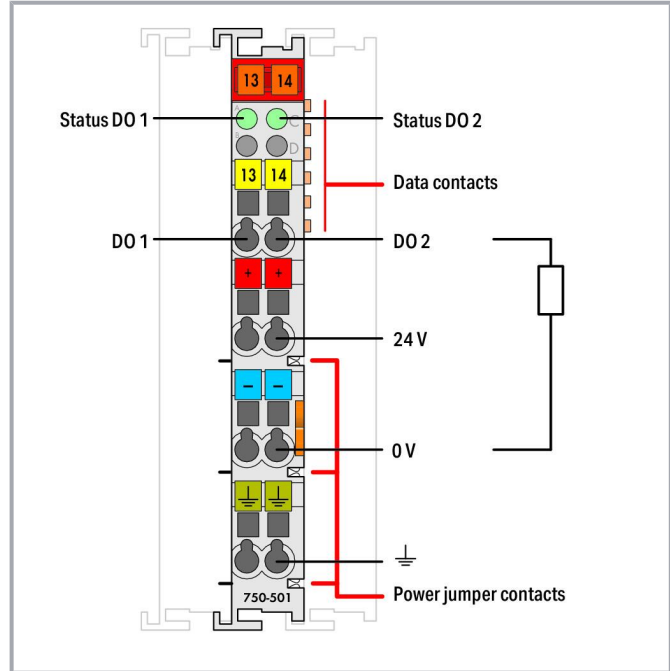 13 14
A C
Status DO 1
Status DO 2
B D
13 14
Data contacts
DO 1
DO 2
+ +
24 V
− −
0 V
750-501
Power jumper contacts